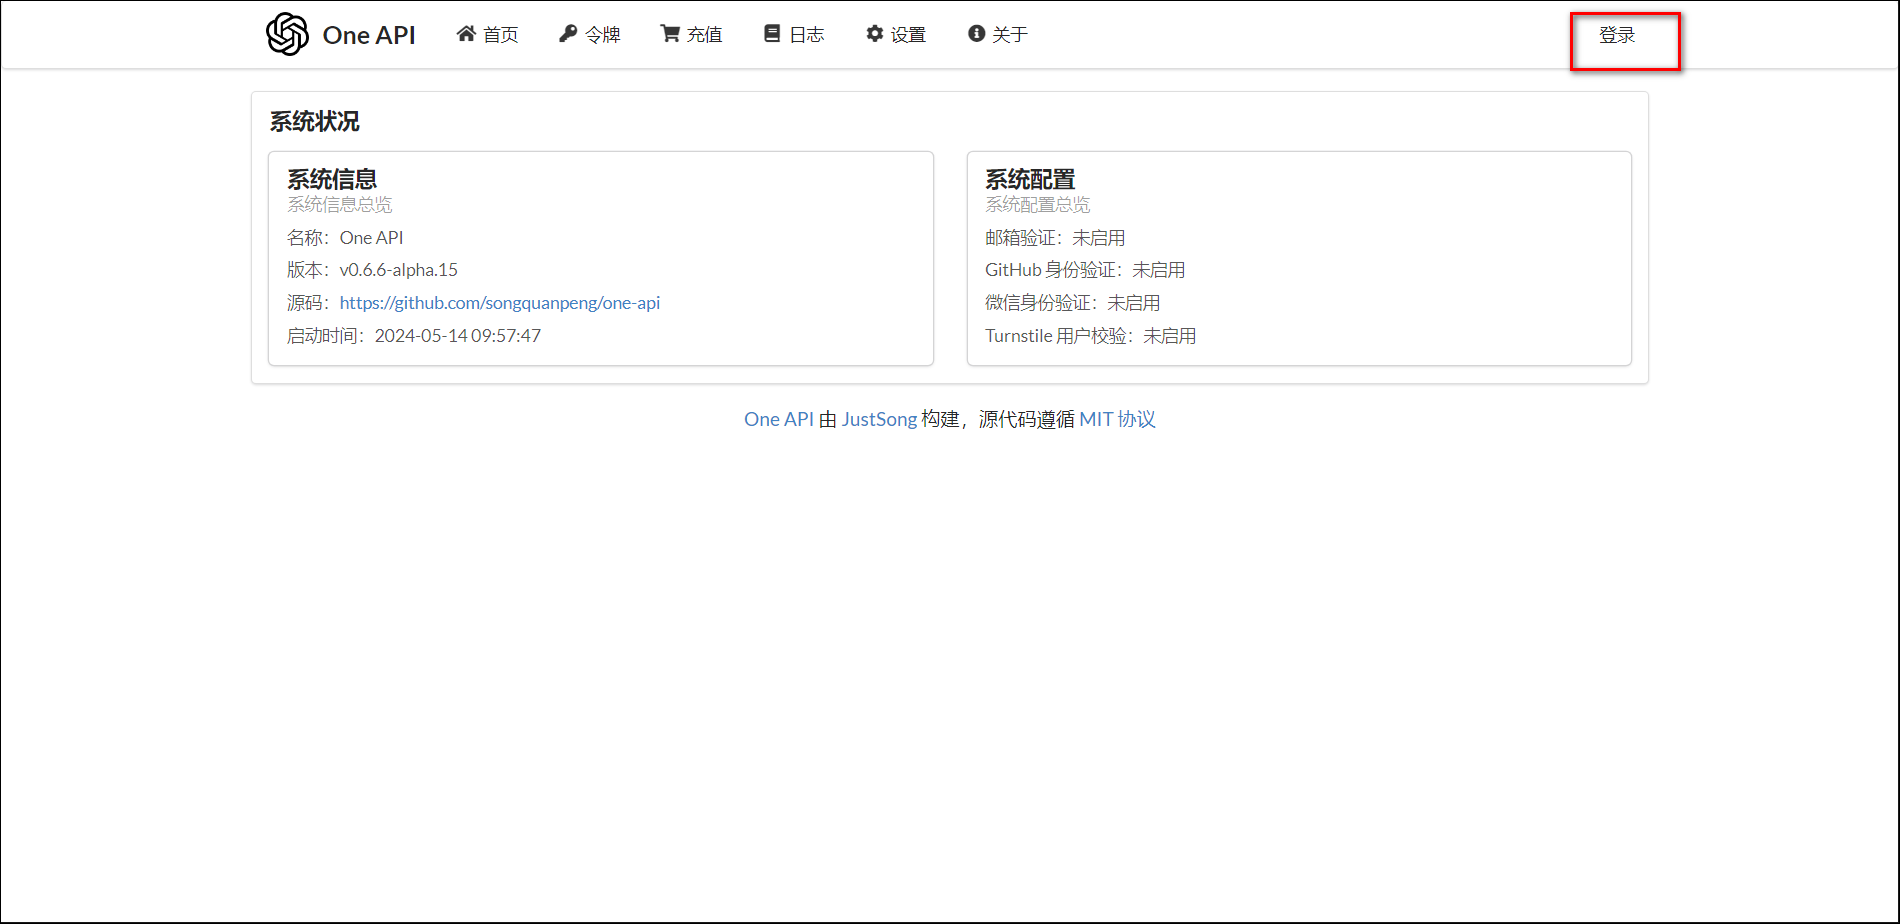 One API 首页 令牌 充值 日志 设置 关于 登录
系统状况
系统信息
系统信息总览
名称：One API
版本：v0.6.6-alpha.15
源码：https://github.com/songquanpeng/one-api
启动时间：2024-05-14 09:57:47
系统配置
系统配置总览
邮箱验证：未启用
GitHub 身份验证：未启用
微信身份验证：未启用
Turnstile 用户校验：未启用
One API 由 JustSong 构建，源代码遵循 MIT 协议